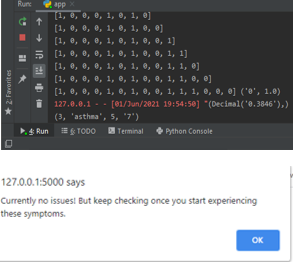 Run: app
[1, 0, 0, 0, 1, 0, 1, 0]
[1, 0, 0, 0, 1, 0, 1, 0, 0]
[1, 0, 0, 0, 1, 0, 1, 0, 0, 1]
[1, 0, 0, 0, 1, 0, 1, 0, 0, 1, 1]
[1, 0, 0, 0, 1, 0, 1, 0, 0, 1, 1, 0]
[1, 0, 0, 0, 1, 0, 1, 0, 0, 1, 1, 0, 0]
[1, 0, 0, 0, 1, 0, 1, 0, 0, 1, 1, 1, 0, 0, 0] ('0', 1.0)
127.0.0.1 - - [01/Jun/2021 19:54:50] "(Decimal('0.3846'),)
(3, 'asthma', 5, '7')
2: Favorites
4: Run 6: TODO Terminal Python Console
127.0.0.1:5000 says
Currently no issues! But keep checking once you start experiencing
these symptoms.
OK